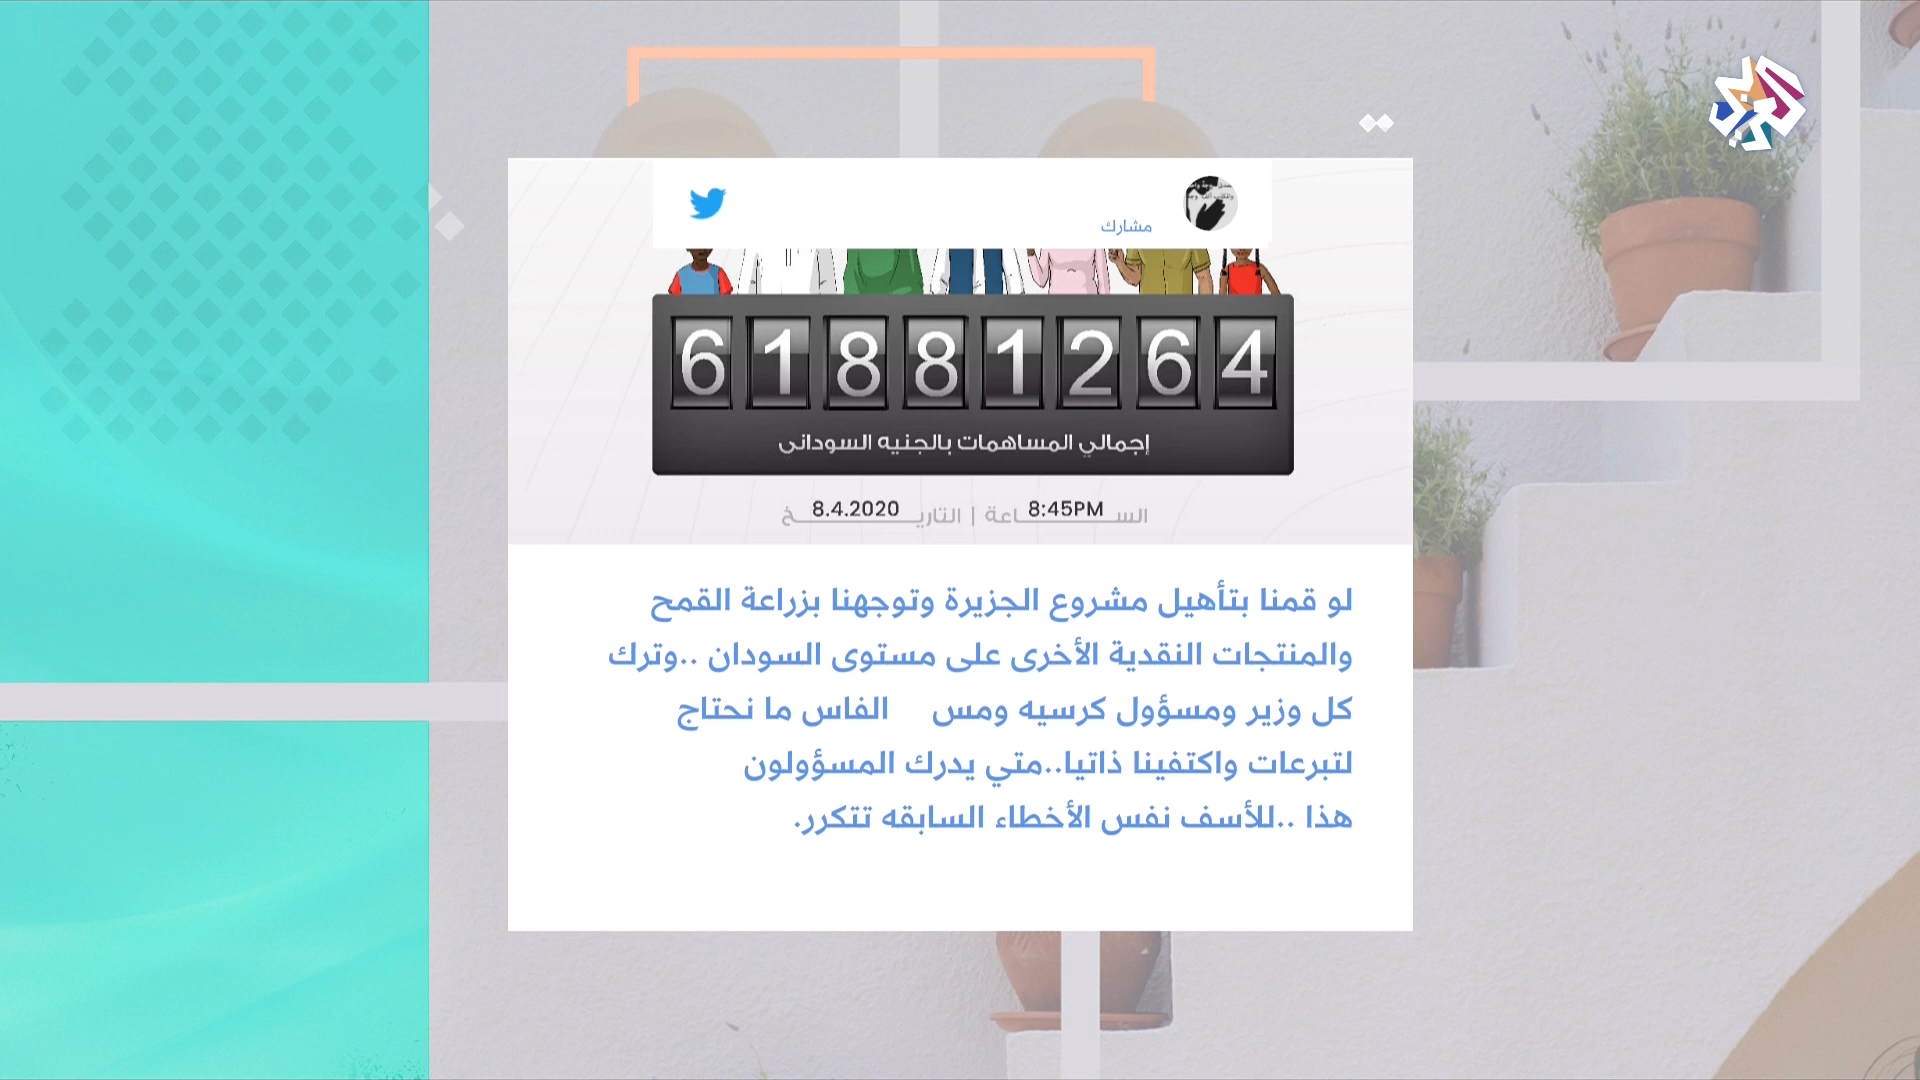 مشارك
61881264
إجمالي المساهمات بالجنيه السوداني
الســاعة 8:45PM | التاريــخ 8.4.2020
لو قمنا بتأهيل مشروع الجزيرة وتوجهنا بزراعة القمح
والمنتجات النقدية الأخرى على مستوى السودان ..وترك
كل وزير ومسؤول كرسيه ومس الفاس ما نحتاج
لتبرعات واكتفينا ذاتيا..متي يدرك المسؤولون
هذا ..للأسف نفس الأخطاء السابقه تتكرر.